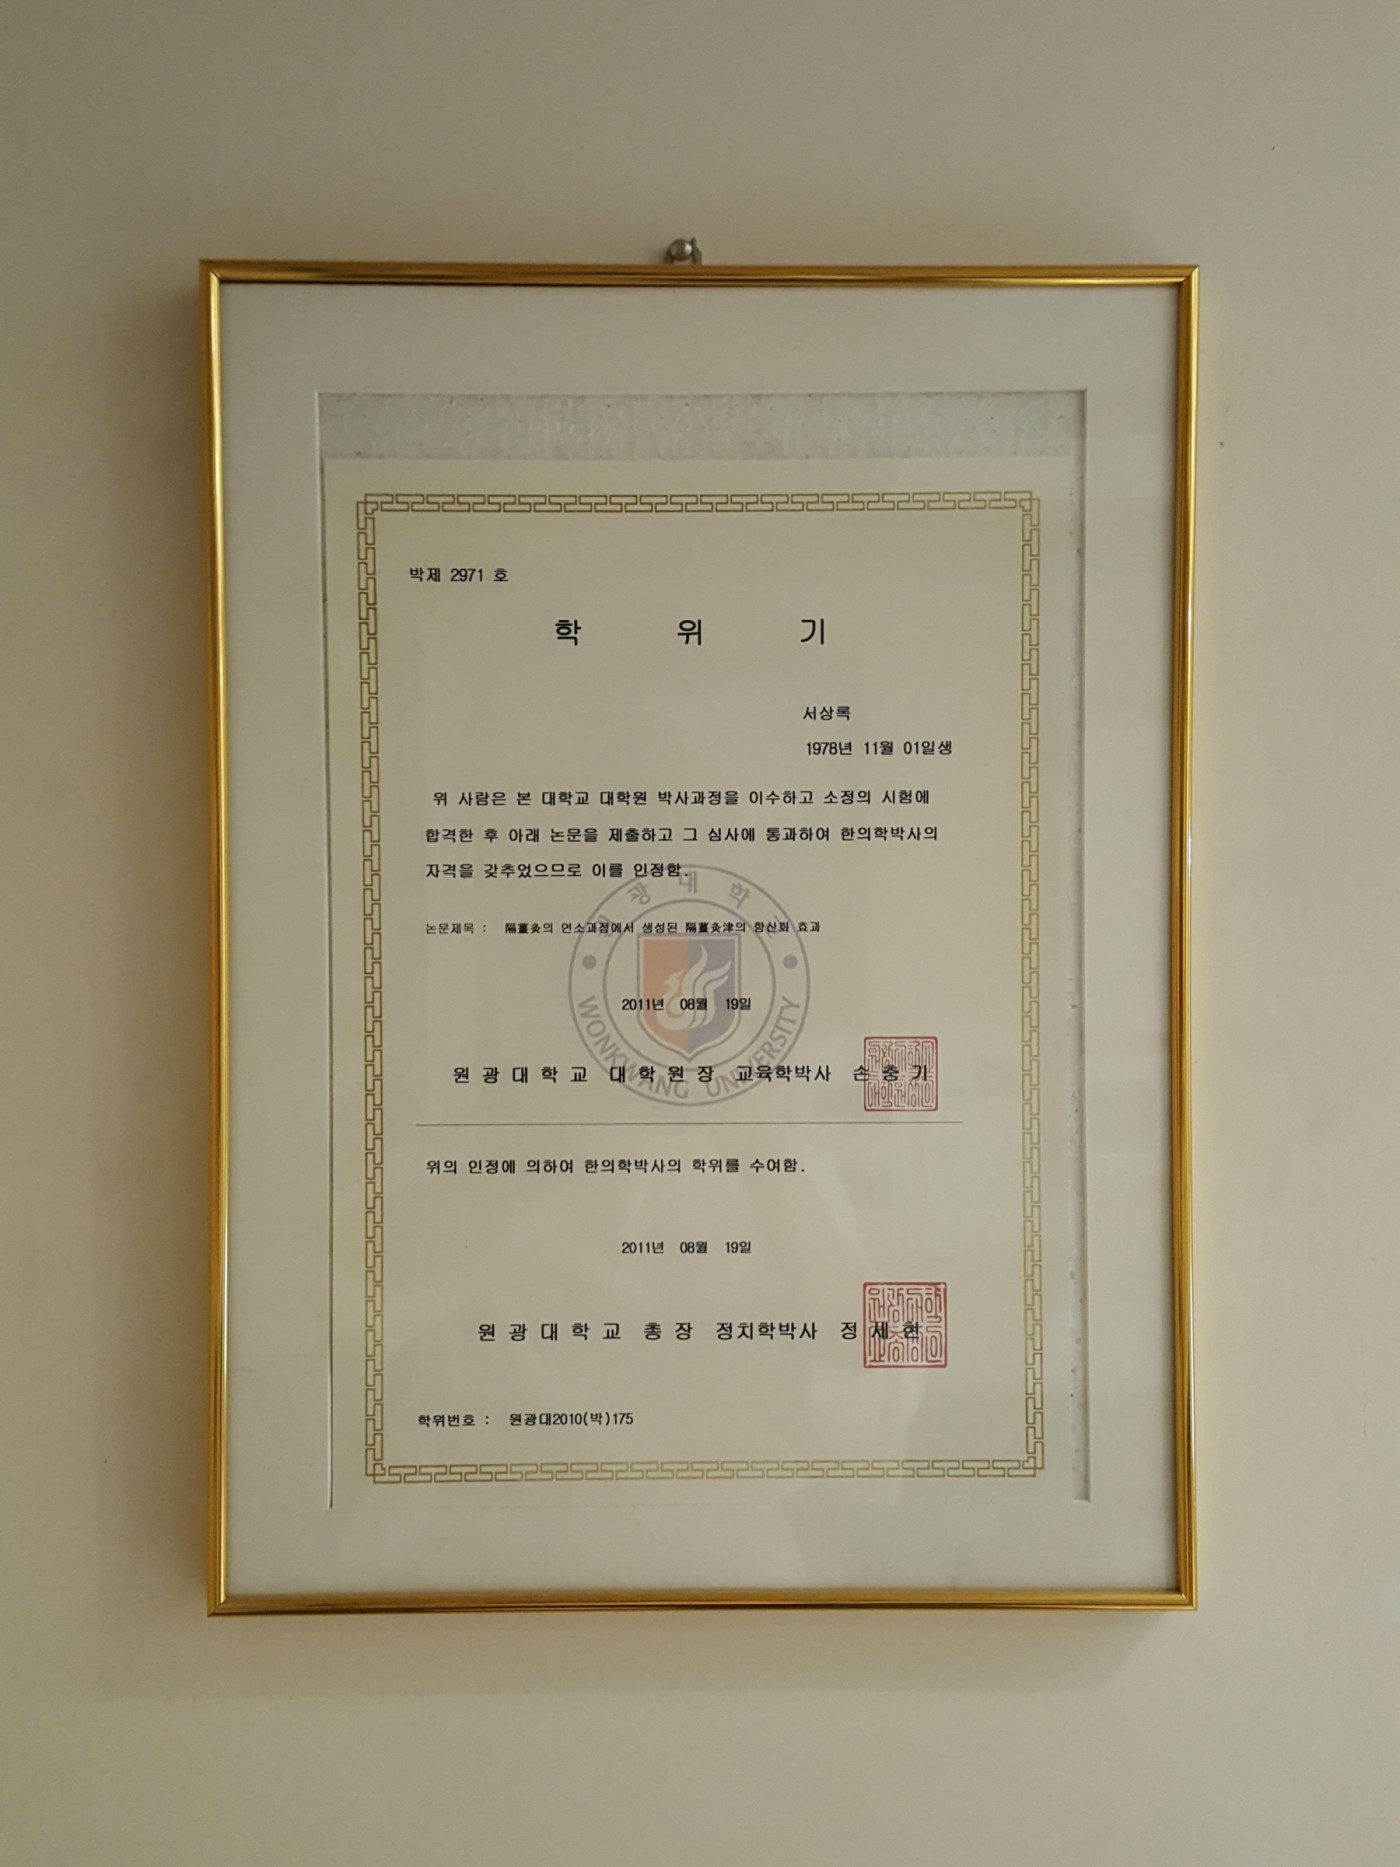 박제 2971 호
학 위 기
서상록
1978년 11월 01일생
위 사람은 본 대학교 대학원 박사과정을 이수하고 소정의 시험에
합격한 후 아래 논문을 제출하고 그 심사에 통과하여 한의학박사의
자격을 갖추었으므로 이를 인정함.
논문제목 : 隔薑灸의 연소과정에서 생성된 隔薑灸津의 항산화 효과
원광대학교
WONKWANG UNIVERSITY
2011년 08월 19일
원 광 대 학 교 대 학 원 장 교육학박사 손 충 기
위의 인정에 의하여 한의학박사의 학위를 수여함.
2011년 08월 19일
원 광 대 학 교 총 장 정치학박사 정 세 현
학위번호 : 원광대2010(박)175